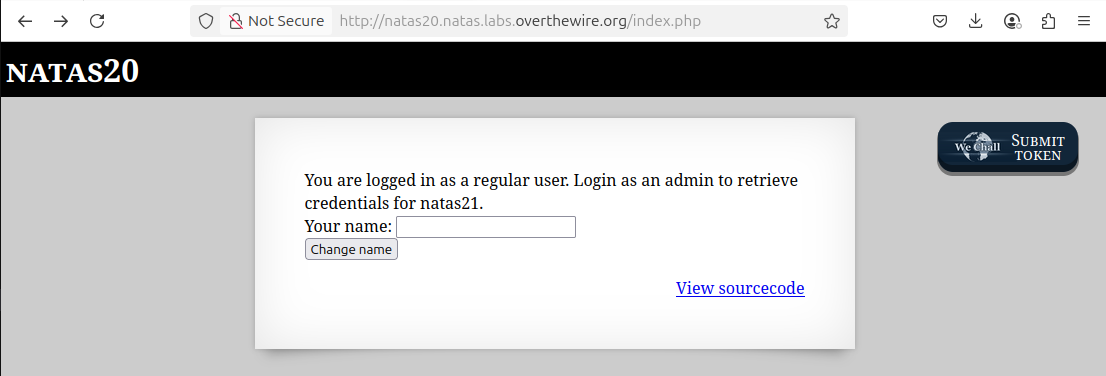 Not Secure
http://natas20.natas.labs.overthewire.org/index.php
NATAS20
We Chall
SUBMIT
TOKEN
You are logged in as a regular user. Login as an admin to retrieve
credentials for natas21.
Your name:
Change name
View sourcecode